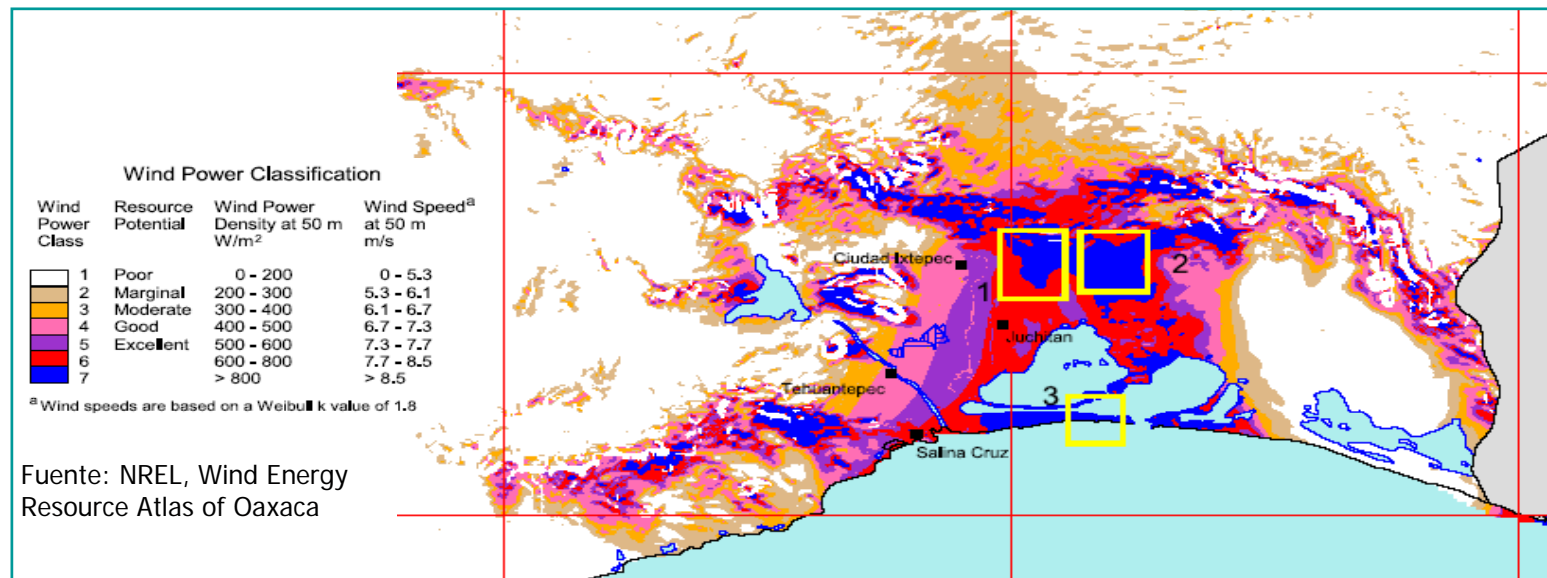 Wind Power Classification
Wind Power Class Resource Potential Wind Power Density at 50 m W/m² Wind Speedᵃ at 50 m m/s
1 Poor 0 - 200 0 - 5.3
2 Marginal 200 - 300 5.3 - 6.1
3 Moderate 300 - 400 6.1 - 6.7
4 Good 400 - 500 6.7 - 7.3
5 Excellent 500 - 600 7.3 - 7.7
6 600 - 800 7.7 - 8.5
7 > 800 > 8.5
ᵃ Wind speeds are based on a Weibull k value of 1.8
Fuente: NREL, Wind Energy
Resource Atlas of Oaxaca
Ciudad Ixtepec
1
2
Juchitan
Tehuantepec
3
Salina Cruz